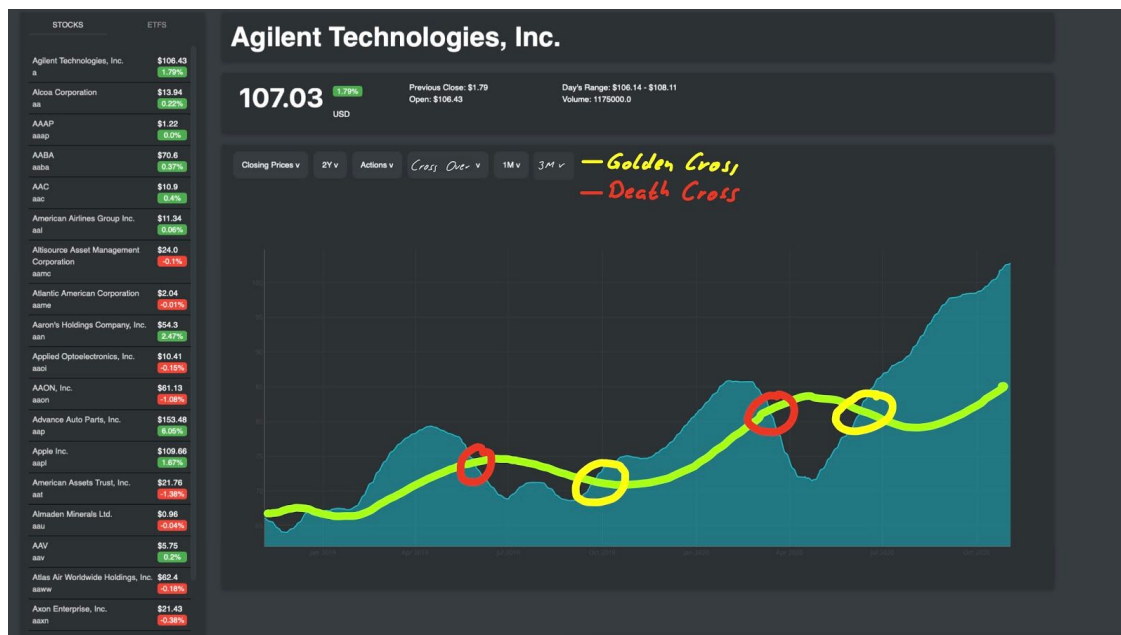 STOCKS ETFS
Agilent Technologies, Inc. $106.43
a 1.79%
Alcoa Corporation $13.94
aa 0.22%
AAAP $1.22
aaap 0.0%
AABA $70.6
aaba 0.37%
AAC $10.9
aac 0.4%
American Airlines Group Inc. $11.34
aal 0.06%
Altisource Asset Management $24.0
Corporation -0.1%
aamc
Atlantic American Corporation $2.04
aame -0.01%
Aaron's Holdings Company, Inc. $54.3
aan 2.47%
Applied Optoelectronics, Inc. $10.41
aaoi -0.15%
AAON, Inc. $61.13
aaon -1.08%
Advance Auto Parts, Inc. $153.48
aap 6.05%
Apple Inc. $109.66
aapl 1.67%
American Assets Trust, Inc. $21.76
aat -1.38%
Almaden Minerals Ltd. $0.96
aau -0.04%
AAV $5.75
aav 0.2%
Atlas Air Worldwide Holdings, Inc. $62.4
aaww -0.18%
Axon Enterprise, Inc. $21.43
aaxn -0.38%
Agilent Technologies, Inc.
107.03 1.79% USD
Previous Close: $1.79 Day's Range: $106.14 - $108.11
Open: $106.43 Volume: 1175000.0
Closing Prices v 2Y v Actions v Cross Over v 1M v 3M v
Golden Cross
Death Cross